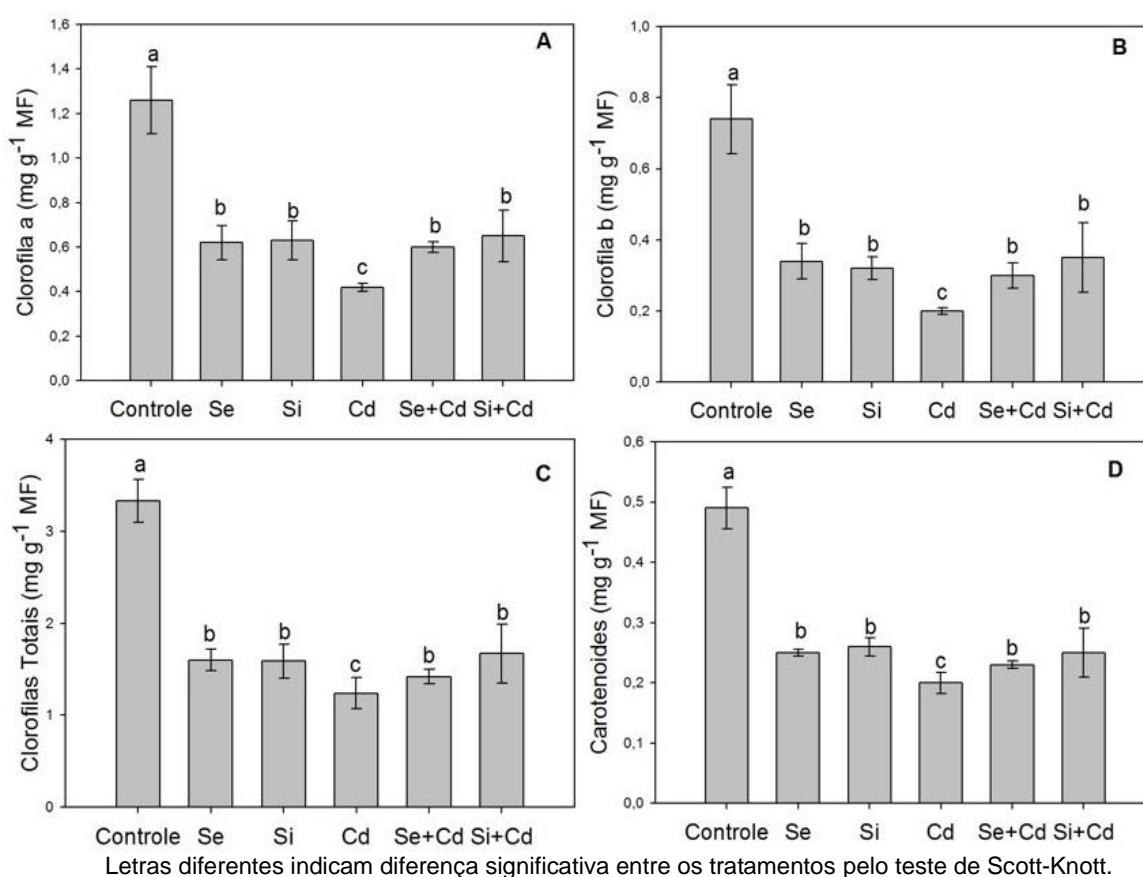 A
Clorofila a (mg g⁻¹ MF)
1,6
1,4
1,2
1,0
0,8
0,6
0,4
0,2
0,0
a
b
b
c
b
b
Controle Se Si Cd Se+Cd Si+Cd
B
Clorofila b (mg g⁻¹ MF)
1,0
0,8
0,6
0,4
0,2
0,0
a
b
b
c
b
b
Controle Se Si Cd Se+Cd Si+Cd
C
Clorofilas Totais (mg g⁻¹ MF)
4
3
2
1
0
a
b
b
c
b
b
Controle Se Si Cd Se+Cd Si+Cd
D
Carotenoides (mg g⁻¹ MF)
0,6
0,5
0,4
0,3
0,2
0,1
0,0
a
b
b
c
b
b
Controle Se Si Cd Se+Cd Si+Cd
Letras diferentes indicam diferença significativa entre os tratamentos pelo teste de Scott-Knott.